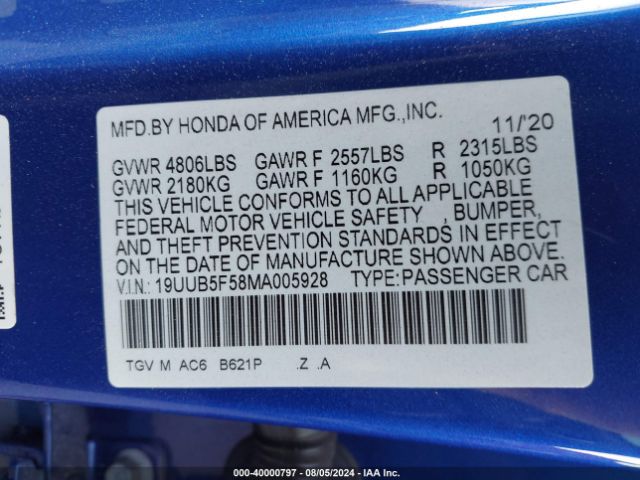 MFD.BY HONDA OF AMERICA MFG.,INC. 11/'20
GVWR 4806LBS GAWR F 2557LBS R 2315LBS
GVWR 2180KG GAWR F 1160KG R 1050KG
THIS VEHICLE CONFORMS TO ALL APPLICABLE
FEDERAL MOTOR VEHICLE SAFETY , BUMPER,
AND THEFT PREVENTION STANDARDS IN EFFECT
ON THE DATE OF MANUFACTURE SHOWN ABOVE.
V.I.N.: 19UUB5F58MA005928 TYPE:PASSENGER CAR
TGV M AC6 B621P .Z .A
000-40000797 - 08/05/2024 - IAA Inc.